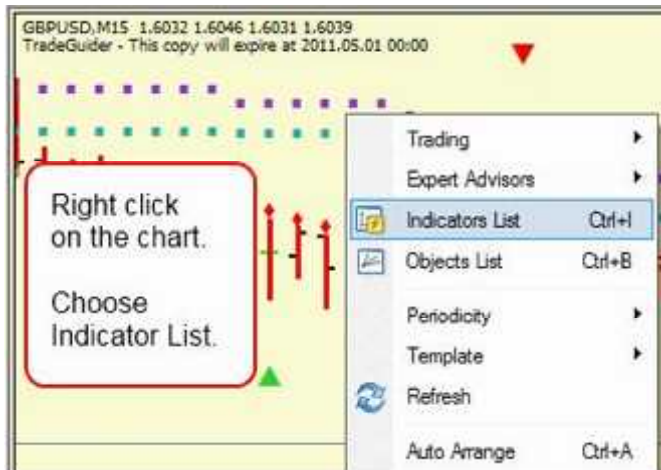 GBPUSD,M15 1.6032 1.6046 1.6031 1.6039
TradeGuider - This copy will expire at 2011.05.01 00:00
Right click
on the chart.
Choose
Indicator List.
Trading
Expert Advisors
Indicators List Ctrl+I
Objects List Ctrl+B
Periodicity
Template
Refresh
Auto Arrange Ctrl+A